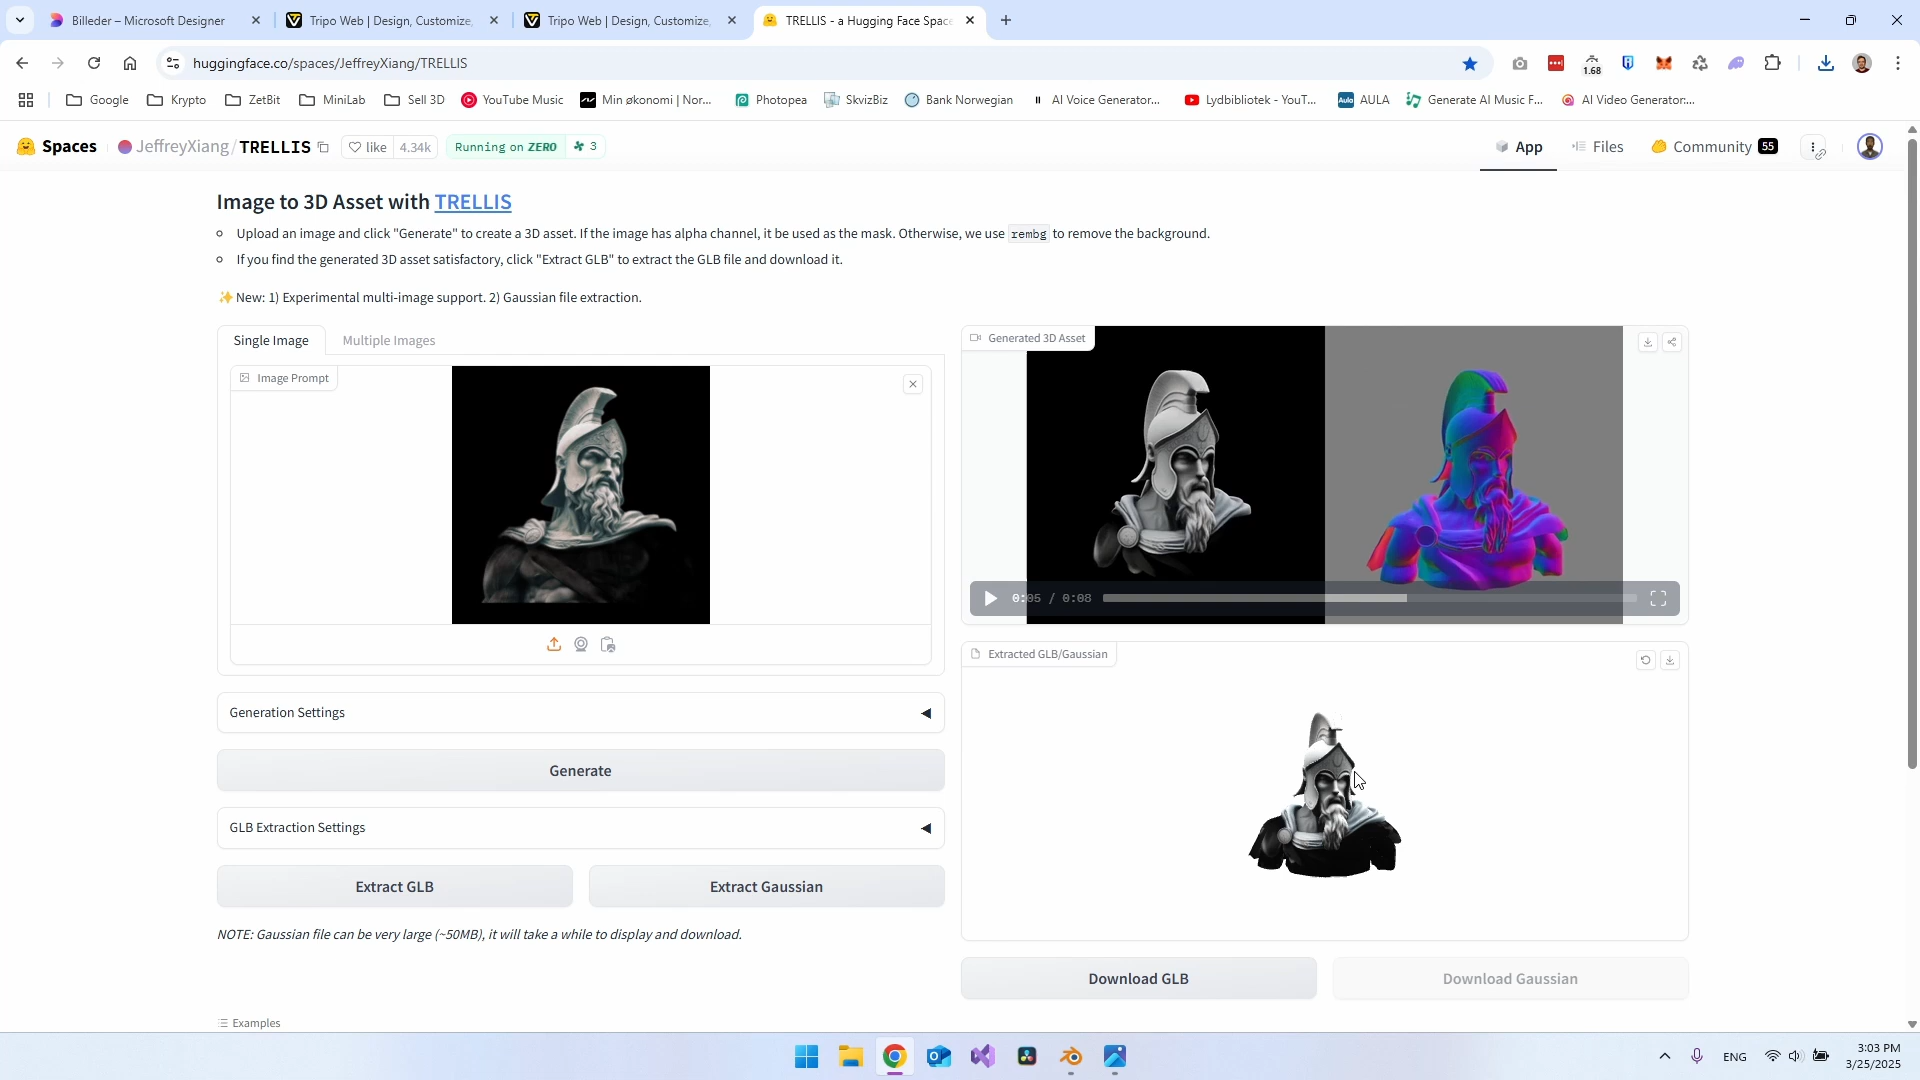 Billeder – Microsoft Designer
Tripo Web | Design, Customize,
Tripo Web | Design, Customize,
TRELLIS - a Hugging Face Space
huggingface.co/spaces/JeffreyXiang/TRELLIS
1.68
Google
Krypto
ZetBit
MiniLab
Sell 3D
YouTube Music
Min økonomi | Nor...
Photopea
SkvizBiz
Bank Norwegian
AI Voice Generator...
Lydbibliotek - YouT...
AULA
Generate AI Music F...
AI Video Generator:...
Spaces
JeffreyXiang/TRELLIS
like 4.34k
Running on ZERO
3
App
Files
Community 55
Image to 3D Asset with TRELLIS
Upload an image and click "Generate" to create a 3D asset. If the image has alpha channel, it be used as the mask. Otherwise, we use rembg to remove the background.
If you find the generated 3D asset satisfactory, click "Extract GLB" to extract the GLB file and download it.
✨New: 1) Experimental multi-image support. 2) Gaussian file extraction.
Single Image
Multiple Images
Image Prompt
Generated 3D Asset
0:05 / 0:08
Extracted GLB/Gaussian
Generation Settings
Generate
GLB Extraction Settings
Extract GLB
Extract Gaussian
NOTE: Gaussian file can be very large (~50MB), it will take a while to display and download.
Download GLB
Download Gaussian
Examples
ENG
3:03 PM
3/25/2025